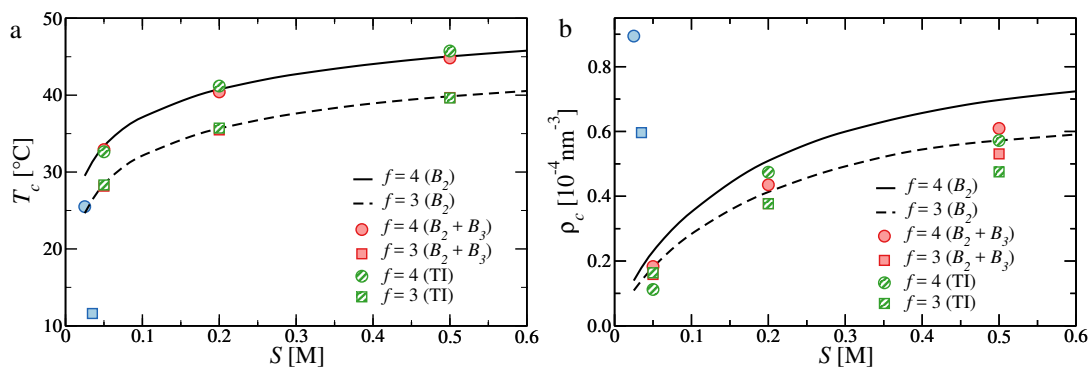 a
50
40
30
20
10
T_c [°C]
0
0.1
0.2
0.3
0.4
0.5
0.6
S [M]
f = 4 (B_2)
f = 3 (B_2)
f = 4 (B_2 + B_3)
f = 3 (B_2 + B_3)
f = 4 (TI)
f = 3 (TI)
b
0.8
0.6
0.4
0.2
0.0
ρ_c [10^-4 nm^-3]
0
0.1
0.2
0.3
0.4
0.5
0.6
S [M]
f = 4 (B_2)
f = 3 (B_2)
f = 4 (B_2 + B_3)
f = 3 (B_2 + B_3)
f = 4 (TI)
f = 3 (TI)